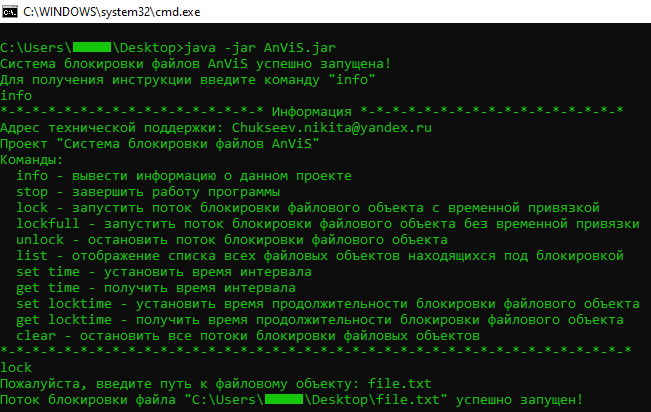 C:\WINDOWS\system32\cmd.exe
C:\Users\ \Desktop>java -jar AnViS.jar
Система блокировки файлов AnViS успешно запущена!
Для получения инструкции введите команду "info"
info
*-*-*-*-*-*-*-*-*-*-*-*-*-*-*-*-* Информация *-*-*-*-*-*-*-*-*-*-*-*-*-*-*-*-*
Адрес технической поддержки: Chukseev.nikita@yandex.ru
Проект "Система блокировки файлов AnViS"
Команды:
info - вывести информацию о данном проекте
stop - завершить работу программы
lock - запустить поток блокировки файлового объекта с временной привязкой
lockfull - запустить поток блокировки файлового объекта без временной привязки
unlock - остановить поток блокировки файлового объекта
list - отображение списка всех файловых объектов находящихся под блокировкой
set time - установить время интервала
get time - получить время интервала
set locktime - установить время продолжительности блокировки файлового объекта
get locktime - получить время продолжительности блокировки файлового объекта
clear - остановить все потоки блокировки файловых объектов
*-*-*-*-*-*-*-*-*-*-*-*-*-*-*-*-*-*-*-*-*-*-*-*-*-*-*-*-*-*-*-*-*-*-*-*-*-*-*-*
lock
Пожалуйста, введите путь к файловому объекту: file.txt
Поток блокировки файла "C:\Users\ \Desktop\file.txt" успешно запущен!